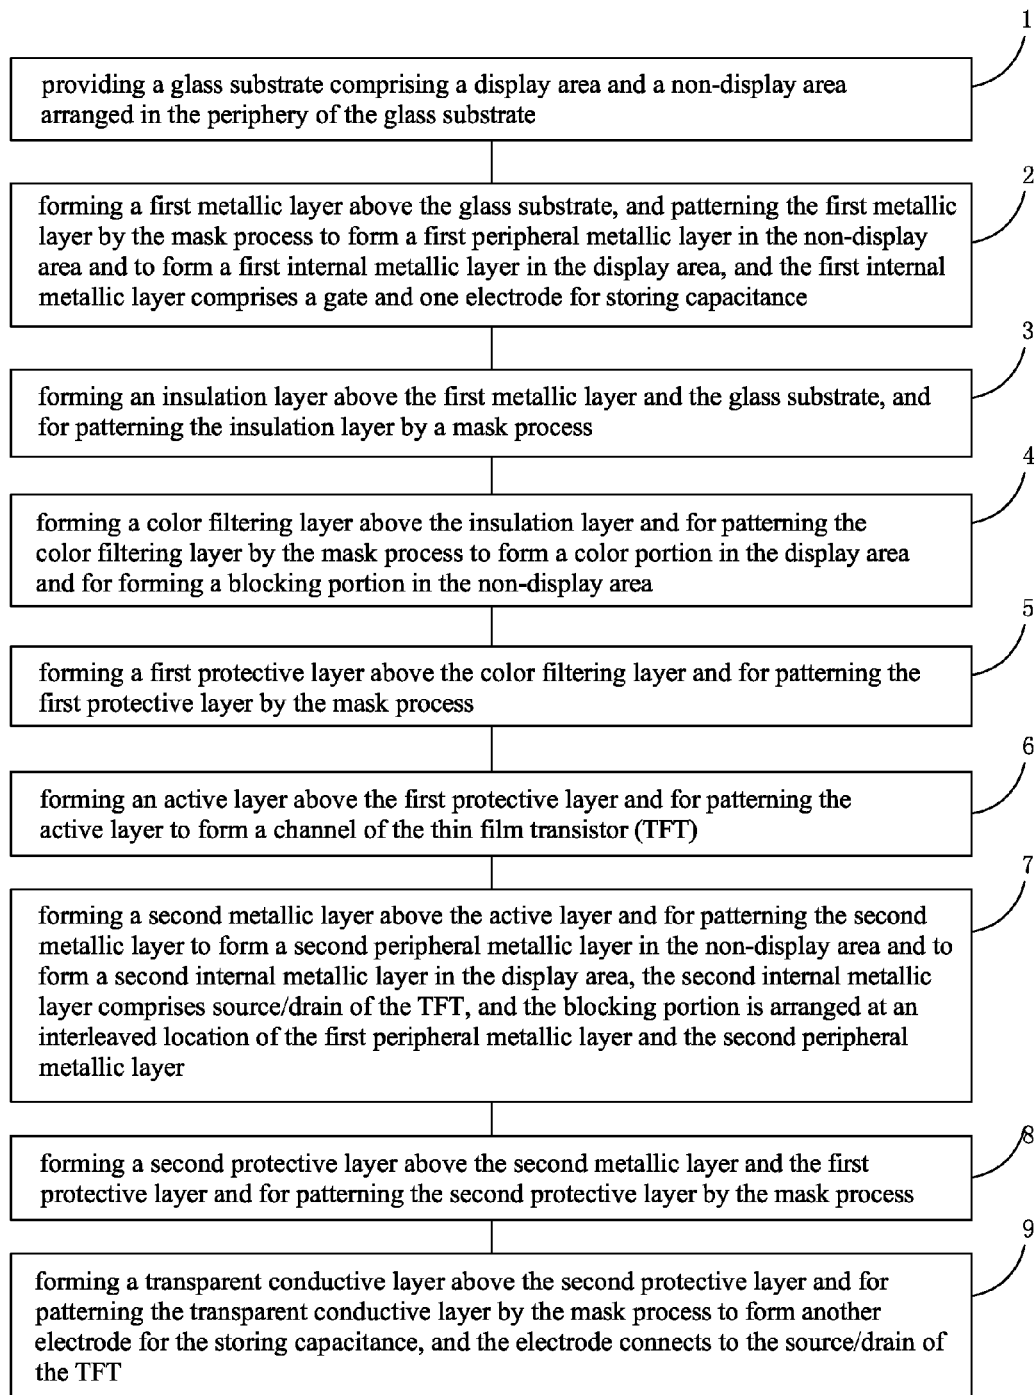 1
providing a glass substrate comprising a display area and a non-display area
arranged in the periphery of the glass substrate
2
forming a first metallic layer above the glass substrate, and patterning the first metallic
layer by the mask process to form a first peripheral metallic layer in the non-display
area and to form a first internal metallic layer in the display area, and the first internal
metallic layer comprises a gate and one electrode for storing capacitance
3
forming an insulation layer above the first metallic layer and the glass substrate, and
for patterning the insulation layer by a mask process
4
forming a color filtering layer above the insulation layer and for patterning the
color filtering layer by the mask process to form a color portion in the display area
and for forming a blocking portion in the non-display area
5
forming a first protective layer above the color filtering layer and for patterning the
first protective layer by the mask process
6
forming an active layer above the first protective layer and for patterning the
active layer to form a channel of the thin film transistor (TFT)
7
forming a second metallic layer above the active layer and for patterning the second
metallic layer to form a second peripheral metallic layer in the non-display area and to
form a second internal metallic layer in the display area, the second internal metallic
layer comprises source/drain of the TFT, and the blocking portion is arranged at an
interleaved location of the first peripheral metallic layer and the second peripheral
metallic layer
8
forming a second protective layer above the second metallic layer and the first
protective layer and for patterning the second protective layer by the mask process
9
forming a transparent conductive layer above the second protective layer and for
patterning the transparent conductive layer by the mask process to form another
electrode for the storing capacitance, and the electrode connects to the source/drain of
the TFT